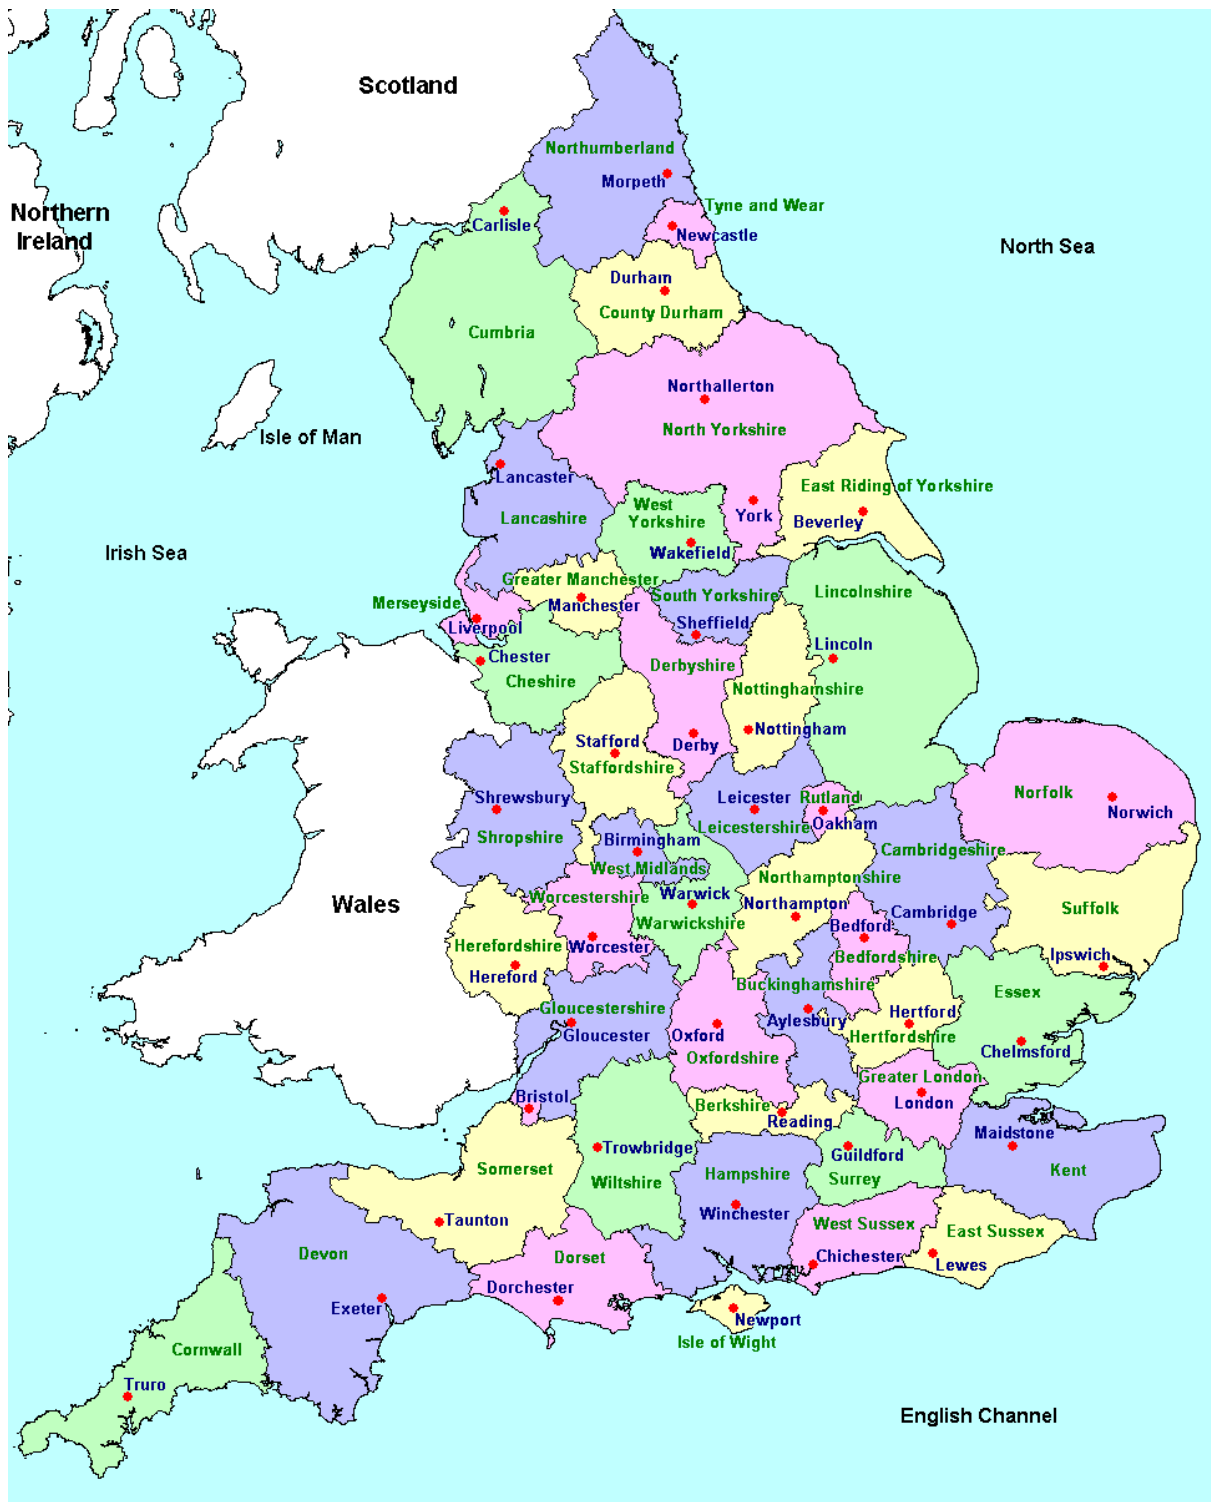 Scotland
Northumberland
Morpeth
Tyne and Wear
Northern
Ireland
Carlisle
Newcastle
North Sea
Durham
County Durham
Cumbria
Northallerton
North Yorkshire
Isle of Man
Lancaster
Lancashire
East Riding of Yorkshire
West
Yorkshire
York
Beverley
Irish Sea
Wakefield
Greater Manchester
South Yorkshire
Lincolnshire
Merseyside
Manchester
Liverpool
Sheffield
Lincoln
Chester
Cheshire
Derbyshire
Nottinghamshire
Stafford
Staffordshire
Derby
Nottingham
Shrewsbury
Shropshire
Leicester
Leicestershire
Rutland
Oakham
Norfolk
Norwich
Birmingham
West Midlands
Cambridgeshire
Northamptonshire
Wales
Worcestershire
Warwick
Warwickshire
Northampton
Bedford
Cambridge
Suffolk
Herefordshire
Worcester
Bedfordshire
Ipswich
Hereford
Buckinghamshire
Essex
Gloucestershire
Gloucester
Oxford
Aylesbury
Hertford
Hertfordshire
Oxfordshire
Chelmsford
Greater London
London
Bristol
Berkshire
Reading
Maidstone
Trowbridge
Guildford
Somerset
Wiltshire
Hampshire
Surrey
Kent
Taunton
Winchester
West Sussex
East Sussex
Devon
Dorset
Chichester
Lewes
Dorchester
Exeter
Newport
Isle of Wight
Cornwall
Truro
English Channel